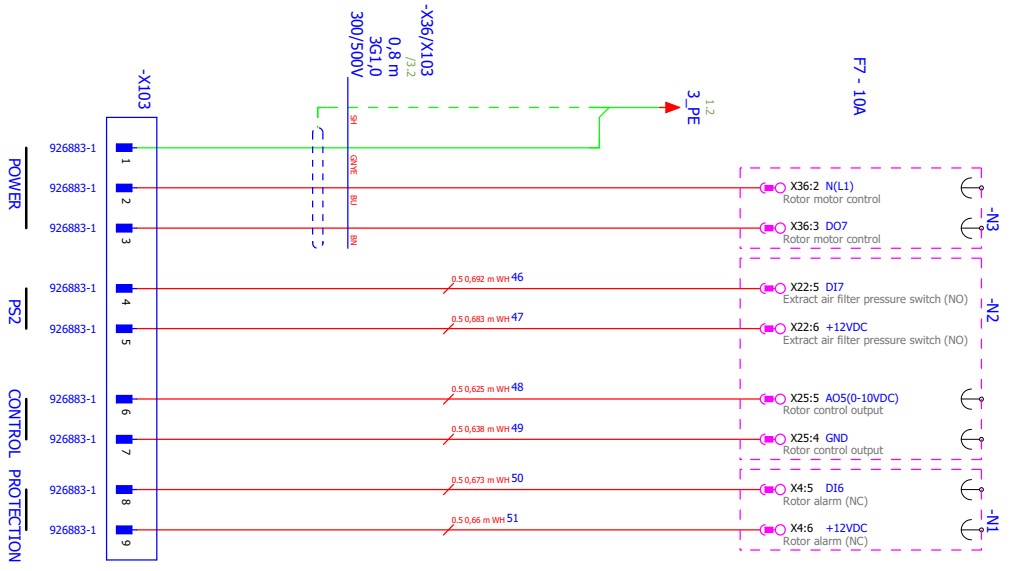 -X36/X103
/3.2
0,8 m
3G1,0
300/500V
F7 - 10A
1.2
3_PE
-X103
SH
GNYE
BU
BN
POWER
926883-1
1
926883-1
2
X36:2 N(L1)
Rotor motor control
926883-1
3
X36:3 DO7
Rotor motor control
-N3
PS2
926883-1
4
0.5 0,692 m WH 46
X22:5 DI7
Extract air filter pressure switch (NO)
926883-1
5
0.5 0,683 m WH 47
X22:6 +12VDC
Extract air filter pressure switch (NO)
-N2
CONTROL
926883-1
6
0.5 0,625 m WH 48
X25:5 AO5(0-10VDC)
Rotor control output
926883-1
7
0.5 0,638 m WH 49
X25:4 GND
Rotor control output
PROTECTION
926883-1
8
0.5 0,673 m WH 50
X4:5 DI6
Rotor alarm (NC)
926883-1
9
0.5 0,66 m WH 51
X4:6 +12VDC
Rotor alarm (NC)
-N1